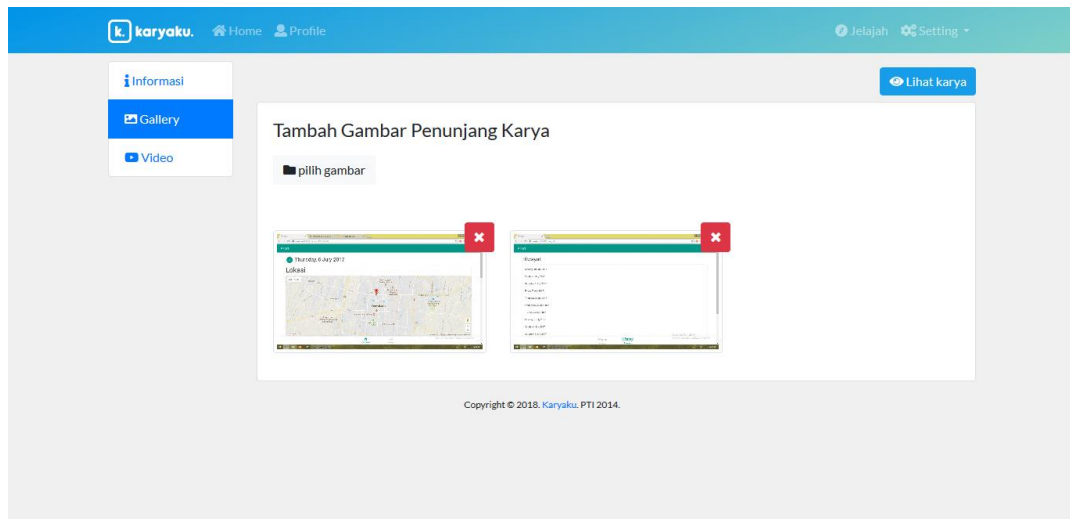 k. karyaku. Home Profile Jelajah Setting
Informasi
Lihat karya
Gallery
Tambah Gambar Penunjang Karya
Video
pilih gambar
Thursday, 6 July 2017
Lokasi
Copyright © 2018. Karyaku. PTI 2014.